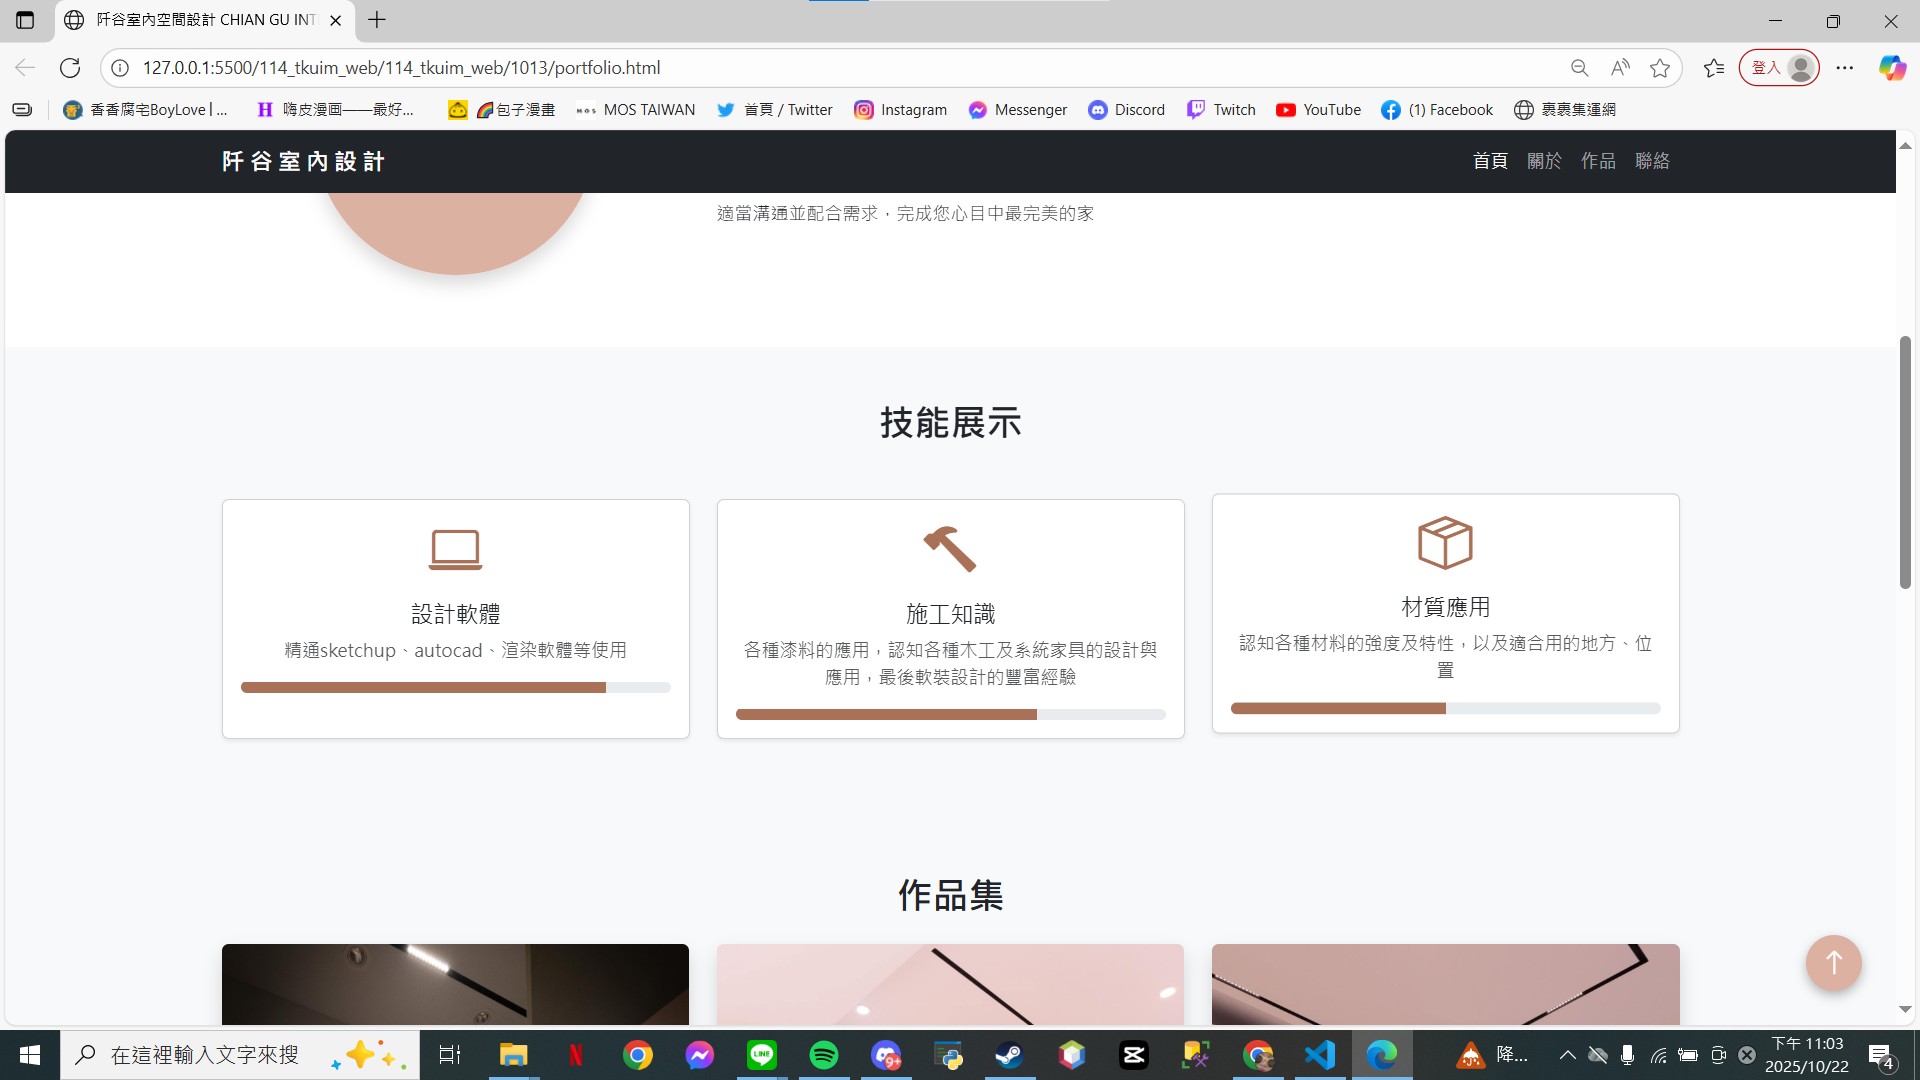 阡谷室內空間設計 CHIAN GU INT
127.0.0.1:5500/114_tkuim_web/114_tkuim_web/1013/portfolio.html
登入
香香腐宅BoyLove | ...
H 嗨皮漫画——最好...
包子漫畫
MOS MOS TAIWAN
首頁 / Twitter
Instagram
Messenger
Discord
Twitch
YouTube
(1) Facebook
裹裹集運網
阡谷室內設計
首頁 關於 作品 聯絡
適當溝通並配合需求，完成您心目中最完美的家
技能展示
設計軟體
精通sketchup、autocad、渲染軟體等使用
施工知識
各種漆料的應用，認知各種木工及系統家具的設計與
應用，最後軟裝設計的豐富經驗
材質應用
認知各種材料的強度及特性，以及適合用的地方、位
置
作品集
在這裡輸入文字來搜
N
LINE
9+
降...
下午 11:03
2025/10/22
4